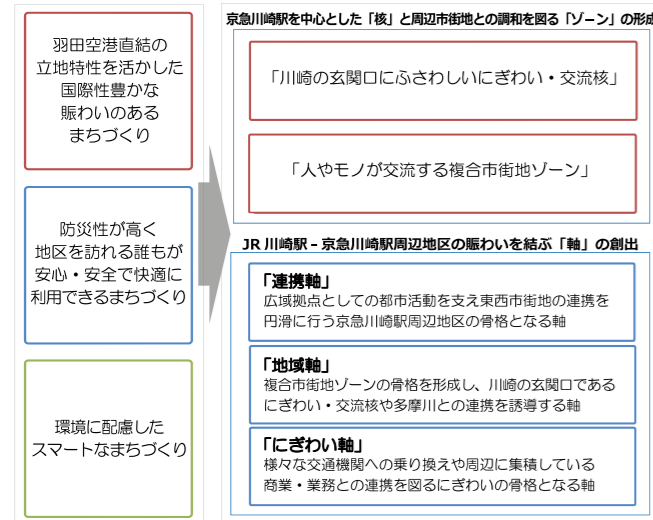 羽田空港直結の
立地特性を活かした
国際性豊かな
賑わいのある
まちづくり
防災性が高く
地区を訪れる誰もが
安心・安全で快適に
利用できるまちづくり
環境に配慮した
スマートなまちづくり
京急川崎駅を中心とした「核」と周辺市街地との調和を図る「ゾーン」の形成
「川崎の玄関口にふさわしいにぎわい・交流核」
「人やモノが交流する複合市街地ゾーン」
JR 川崎駅－京急川崎駅周辺地区の賑わいを結ぶ「軸」の創出
「連携軸」
広域拠点としての都市活動を支え東西市街地の連携を
円滑に行う京急川崎駅周辺地区の骨格となる軸
「地域軸」
複合市街地ゾーンの骨格を形成し、川崎の玄関口である
にぎわい・交流核や多摩川との連携を誘導する軸
「にぎわい軸」
様々な交通機関への乗り換えや周辺に集積している
商業・業務との連携を図るにぎわいの骨格となる軸